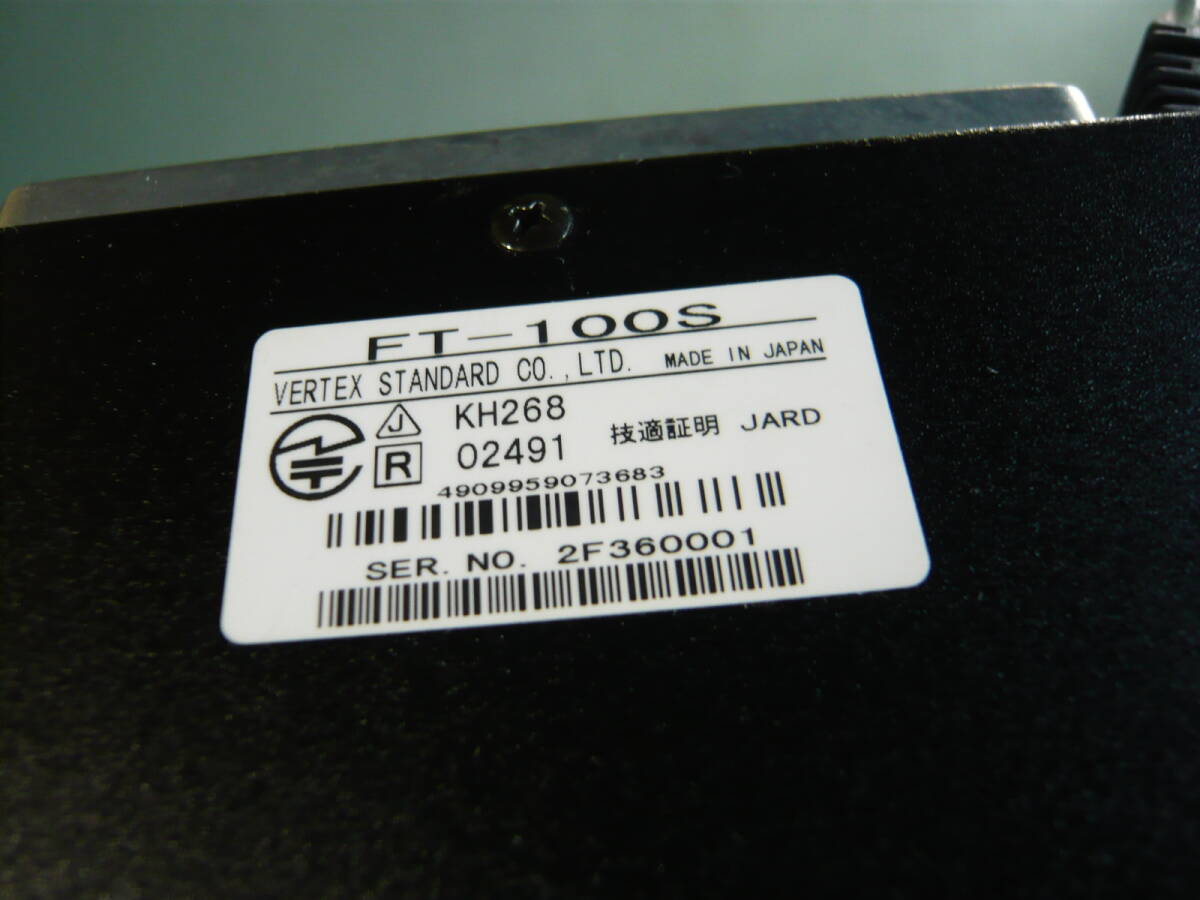 FT-100S
VERTEX STANDARD CO.,LTD. MADE IN JAPAN
J KH268
R 02491 技適証明 JARD
4909959073683
SER. NO. 2F360001